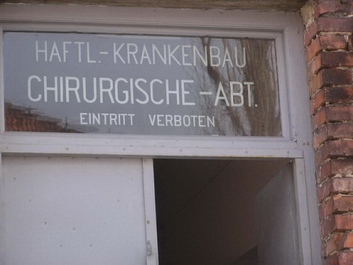 HAFTL.-KRANKENBAU
CHIRURGISCHE-ABT.
EINTRITT VERBOTEN